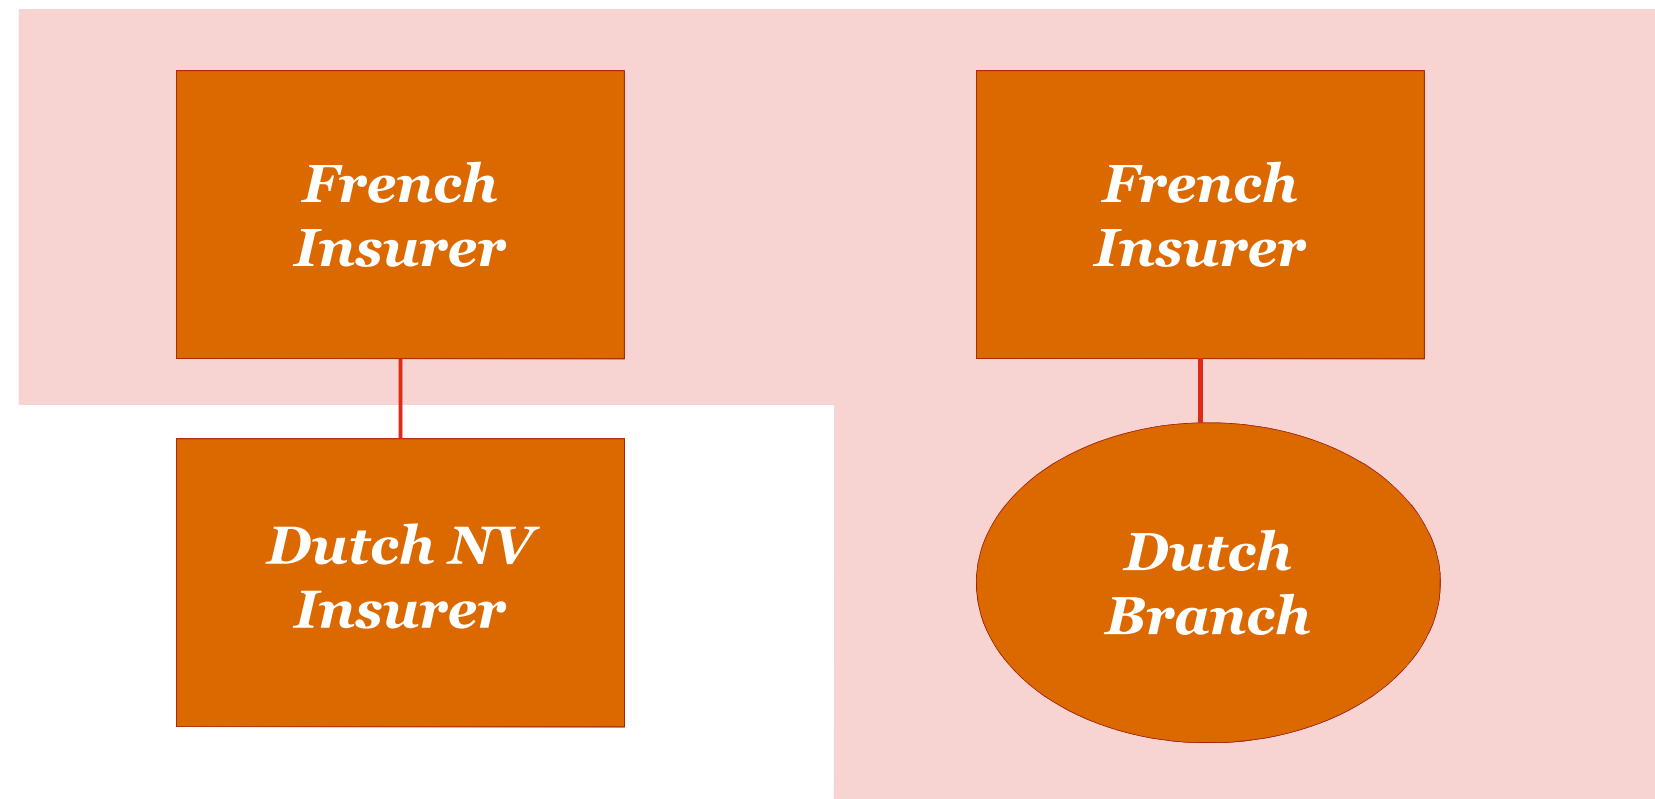 French
Insurer
French
Insurer
Dutch NV
Insurer
Dutch
Branch